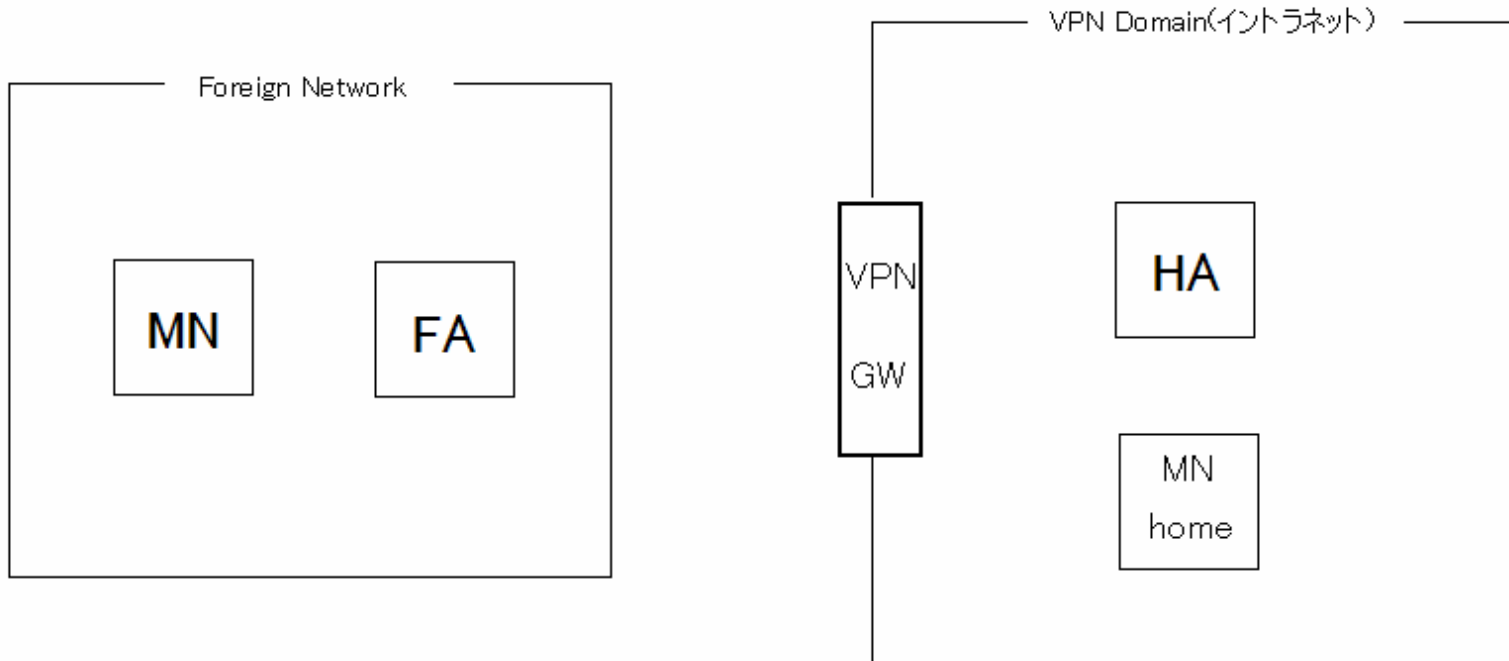 VPN Domain(イントラネット)
Foreign Network
MN
FA
VPN
GW
HA
MN
home